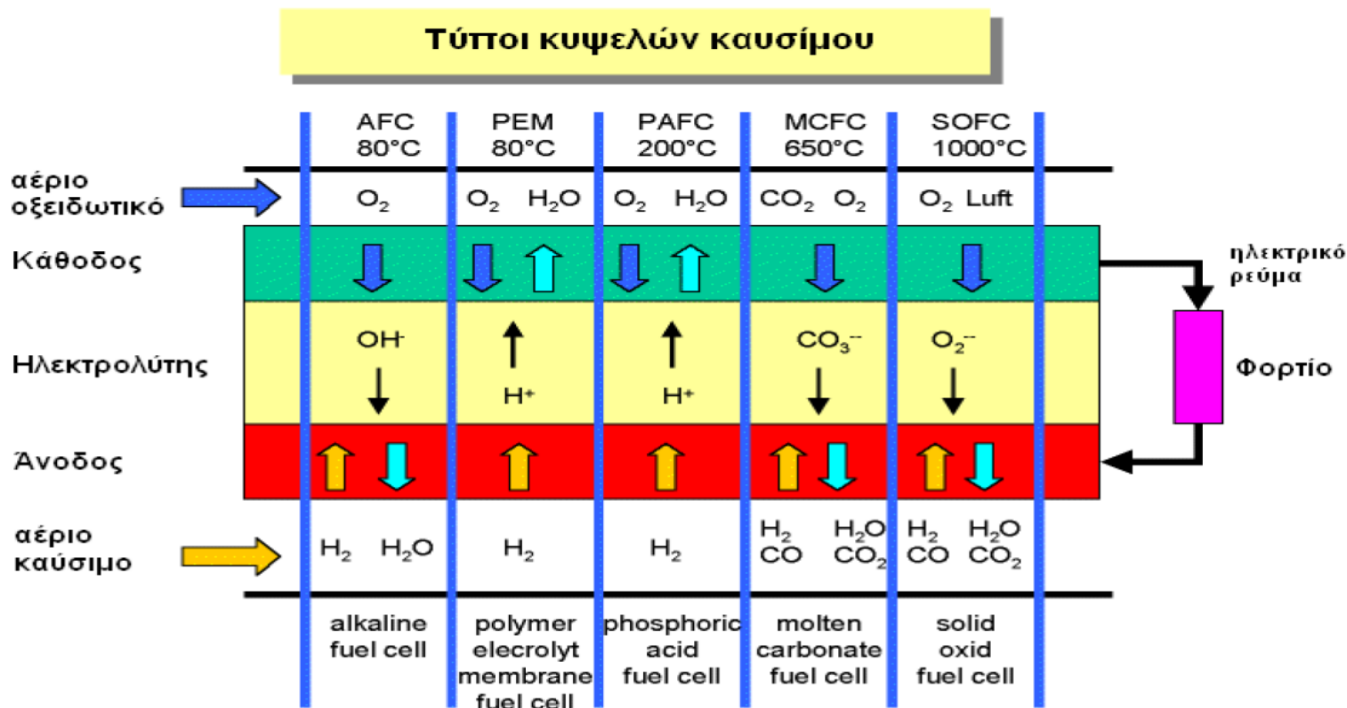 Τύποι κυψελών καυσίμου
AFC PEM PAFC MCFC SOFC
80°C 80°C 200°C 650°C 1000°C
αέριο
οξειδωτικό
O₂ O₂ H₂O O₂ H₂O CO₂ O₂ O₂ Luft
Κάθοδος
ηλεκτρικό
ρεύμα
Ηλεκτρολύτης
OH⁻ CO₃⁻⁻ O₂⁻⁻
H⁺ H⁺
Φορτίο
Άνοδος
αέριο
καύσιμο
H₂ H₂O H₂ H₂ H₂ H₂O H₂ H₂O
CO CO₂ CO CO₂
alkaline polymer phosphoric molten solid
fuel cell elecrolyt acid carbonate oxid
membrane fuel cell fuel cell fuel cell
fuel cell